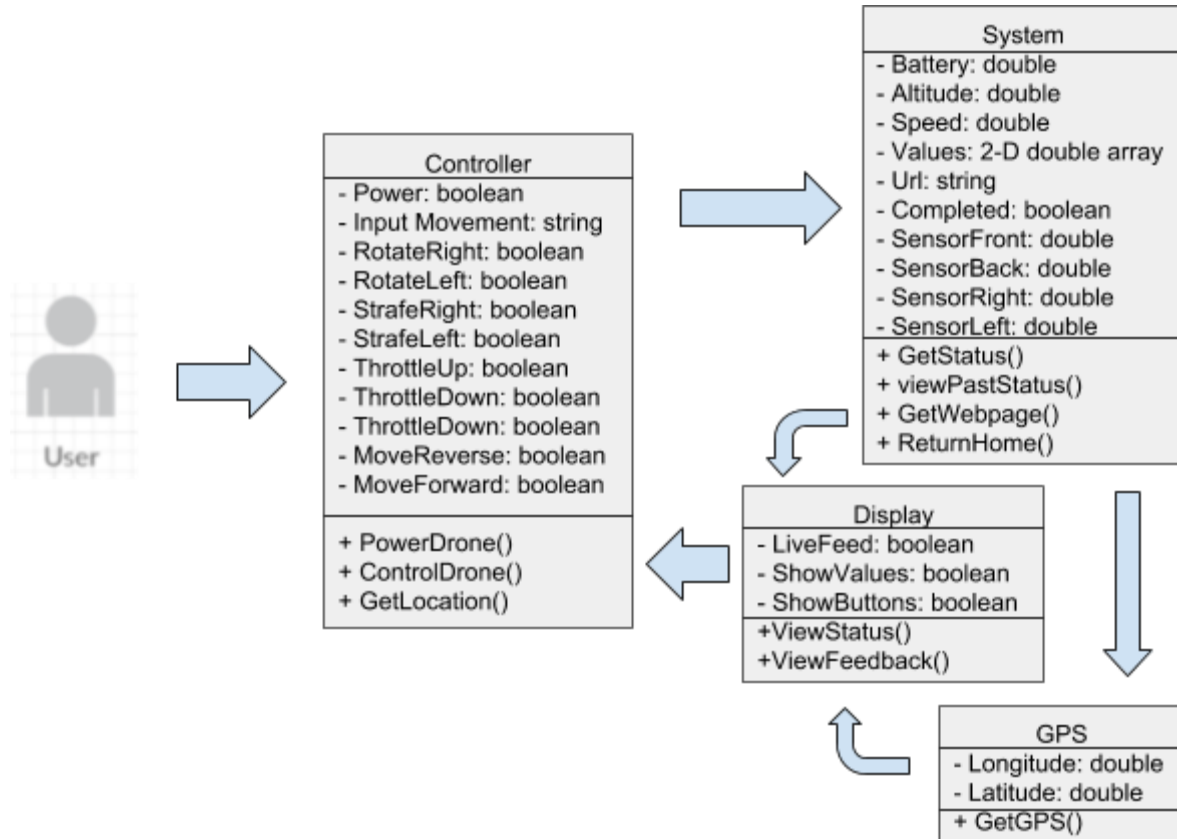 User
Controller
- Power: boolean
- Input Movement: string
- RotateRight: boolean
- RotateLeft: boolean
- StrafeRight: boolean
- StrafeLeft: boolean
- ThrottleUp: boolean
- ThrottleDown: boolean
- ThrottleDown: boolean
- MoveReverse: boolean
- MoveForward: boolean
+ PowerDrone()
+ ControlDrone()
+ GetLocation()
System
- Battery: double
- Altitude: double
- Speed: double
- Values: 2-D double array
- Url: string
- Completed: boolean
- SensorFront: double
- SensorBack: double
- SensorRight: double
- SensorLeft: double
+ GetStatus()
+ viewPastStatus()
+ GetWebpage()
+ ReturnHome()
Display
- LiveFeed: boolean
- ShowValues: boolean
- ShowButtons: boolean
+ViewStatus()
+ViewFeedback()
GPS
- Longitude: double
- Latitude: double
+ GetGPS()